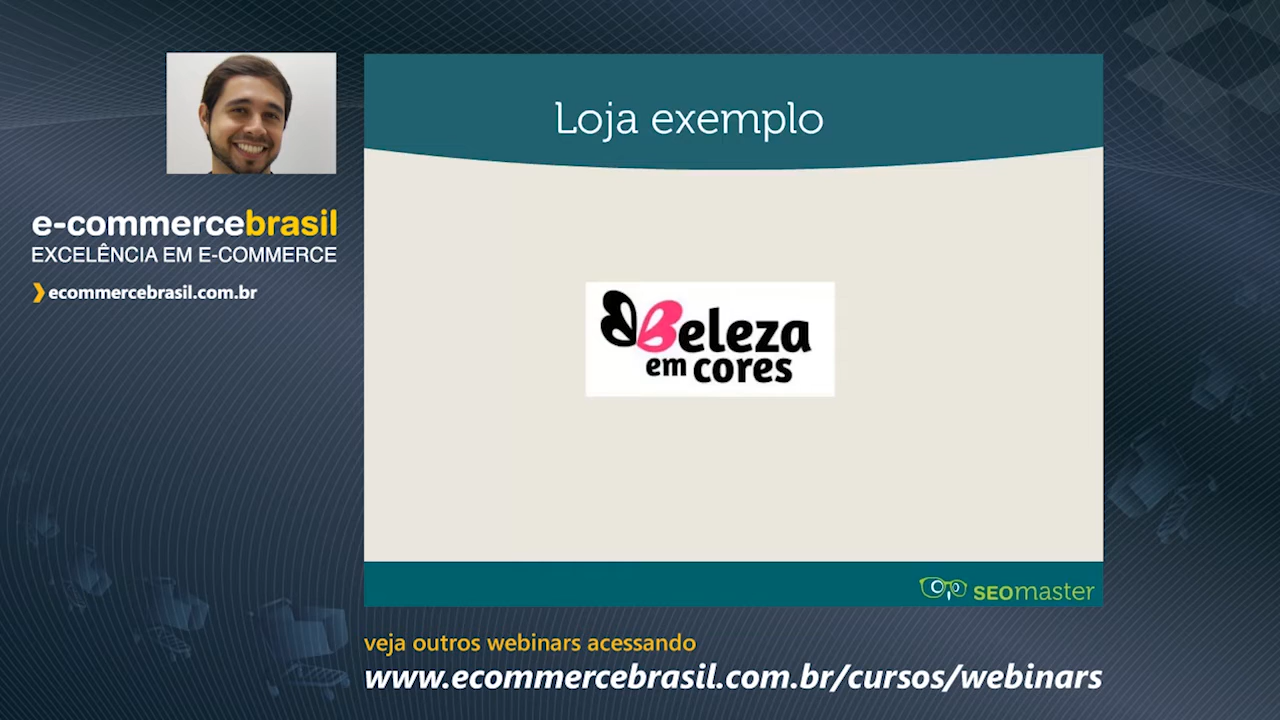 e-commercebrasil
EXCELÊNCIA EM E-COMMERCE
ecommercebrasil.com.br
Loja exemplo
Beleza
em cores
SEOmaster
veja outros webinars acessando
www.ecommercebrasil.com.br/cursos/webinars